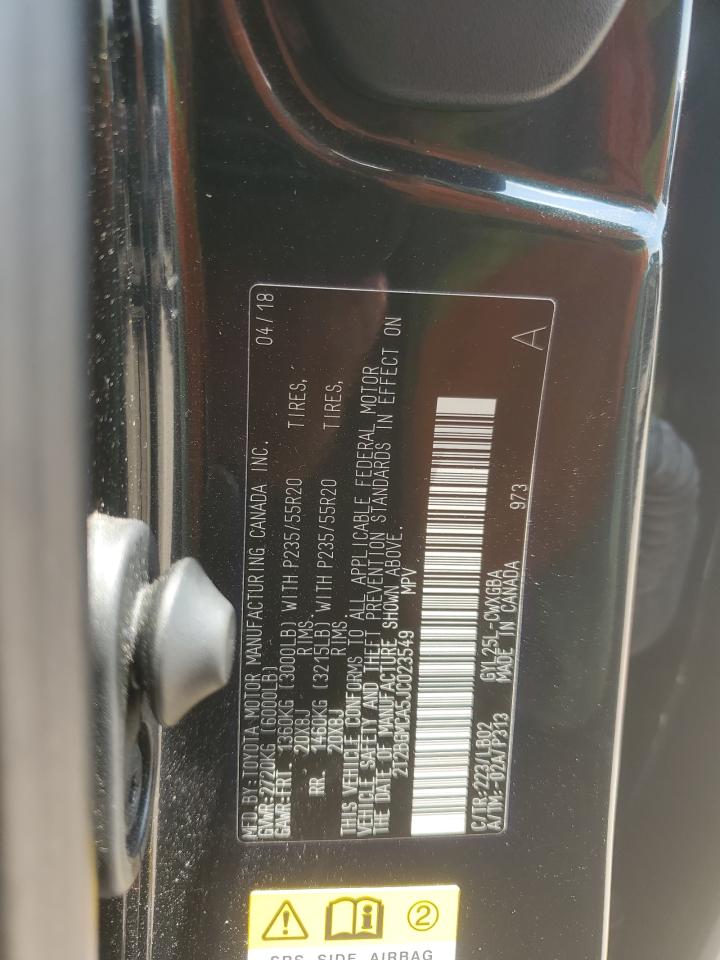 MFD.BY:TOYOTA MOTOR MANUFACTURING CANADA INC. 04/18
GVWR:2720KG (6000LB)
GAWR:FRT. 1360KG (3000LB) WITH P235/55R20 TIRES,
20X8J RIMS,
RR. 1460KG (3215LB) WITH P235/55R20 TIRES,
20X8J RIMS,
THIS VEHICLE CONFORMS TO ALL APPLICABLE FEDERAL MOTOR
VEHICLE SAFETY AND THEFT PREVENTION STANDARDS IN EFFECT ON
THE DATE OF MANUFACTURE SHOWN ABOVE.
2T2BGMCA5JC023549 MPV
C/TR:223/LB02 GYL25L-CWXGBA
A/TM:-02A/P313 MADE IN CANADA 973 A
2
SRS SIDE AIRBAG